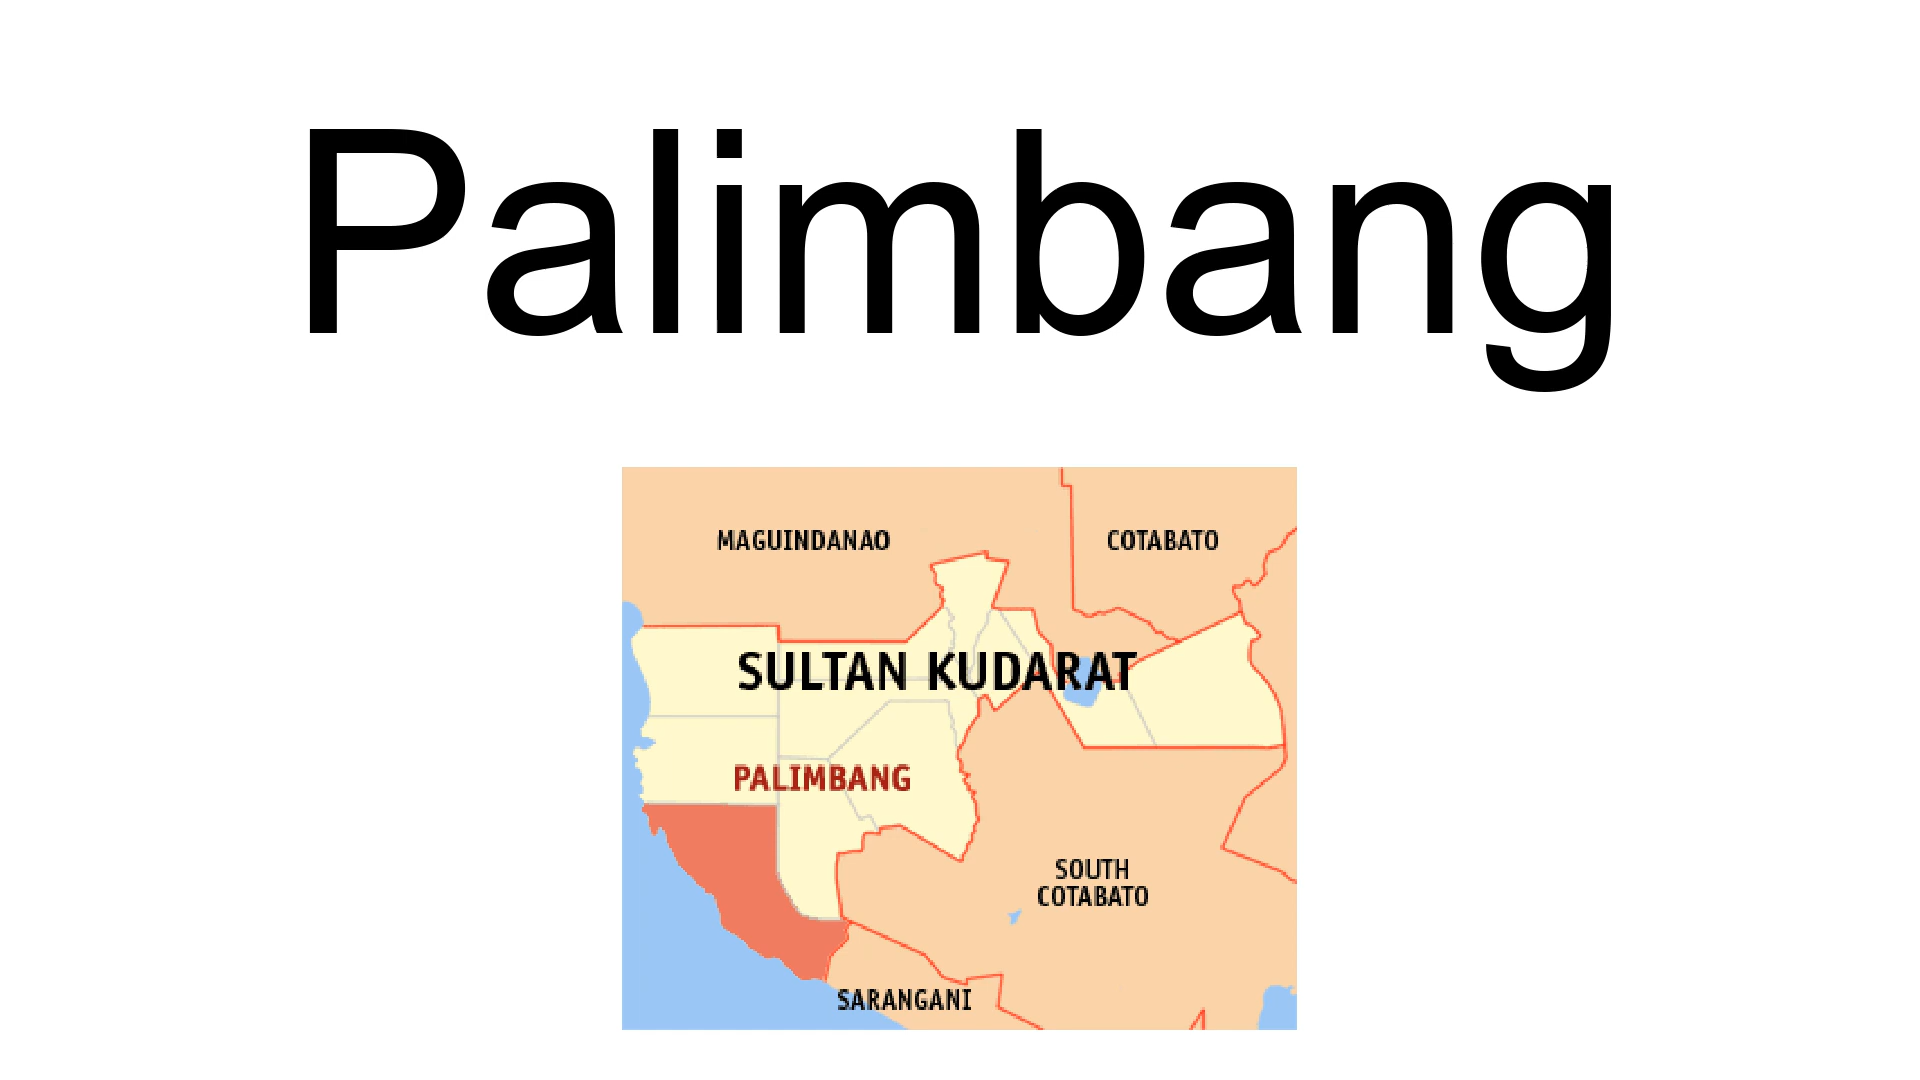 Palimbang
MAGUINDANAO
COTABATO
SULTAN KUDARAT
PALIMBANG
SOUTH
COTABATO
SARANGANI